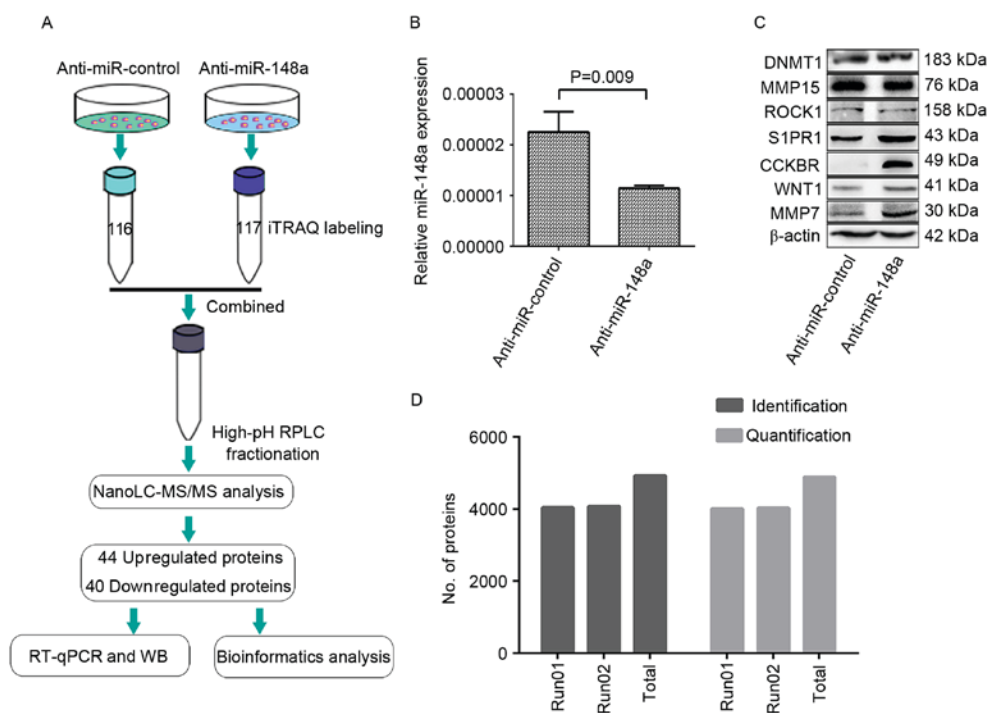 A
Anti-miR-control
Anti-miR-148a
116
117
iTRAQ labeling
Combined
High-pH RPLC
fractionation
NanoLC-MS/MS analysis
44 Upregulated proteins
40 Downregulated proteins
RT-qPCR and WB
Bioinformatics analysis
B
P=0.009
Relative miR-148a expression
0.00003
0.00002
0.00001
0.00000
Anti-miR-control
Anti-miR-148a
C
DNMT1 183 kDa
MMP15 76 kDa
ROCK1 158 kDa
S1PR1 43 kDa
CCKBR 49 kDa
WNT1 41 kDa
MMP7 30 kDa
β-actin 42 kDa
Anti-miR-control
Anti-miR-148a
D
Identification
Quantification
No. of proteins
6000
4000
2000
0
Run01
Run02
Total
Run01
Run02
Total